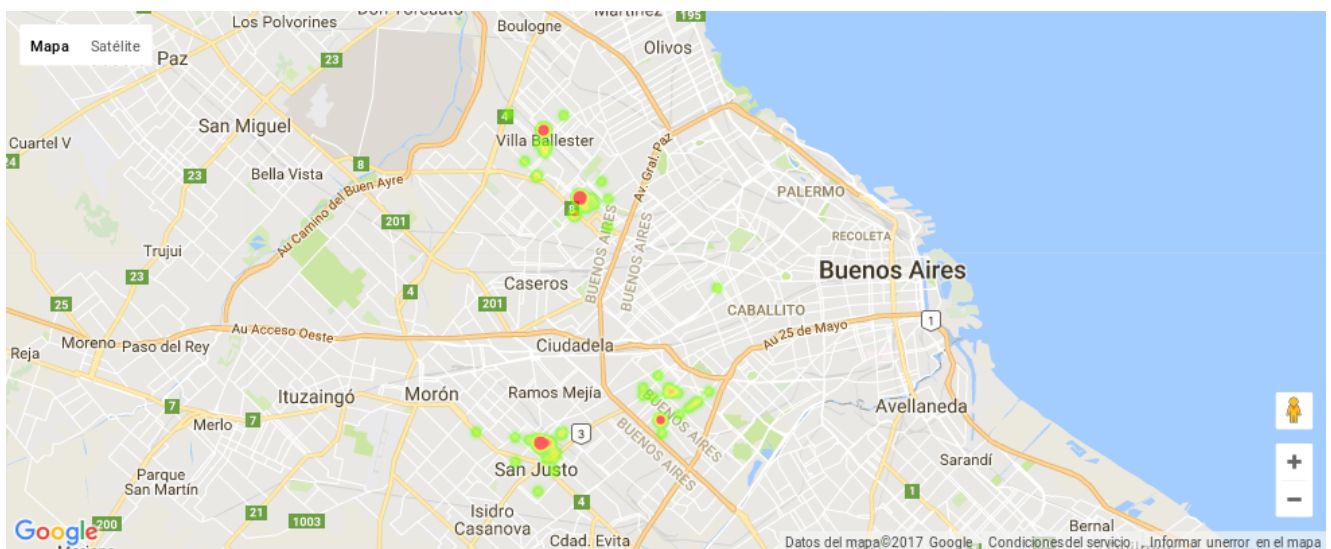 Los Polvorines
Don Torcuato
Martínez
195
Boulogne
Mapa
Satélite
Olivos
Paz
23
4
San Miguel
Villa Ballester
Cuartel V
24
8
Av. Gral. Paz
23
Bella Vista
Au Camino del Buen Ayre
PALERMO
8
201
BUENOS AIRES
BUENOS AIRES
RECOLETA
Trujui
23
Buenos Aires
Caseros
4
25
201
CABALLITO
1
Au Acceso Oeste
Au 25 de Mayo
Moreno
Paso del Rey
Ciudadela
Reja
Ituzaingó
Morón
Ramos Mejía
7
BUENOS AIRES
Avellaneda
Merlo
7
3
BUENOS AIRES
Parque
San Martín
San Justo
Sarandí
4
1
21
Isidro
Casanova
200
1003
Google
Cdad. Evita
Bernal
Datos del mapa©2017 Google
Condiciones del servicio
Informar un error en el mapa